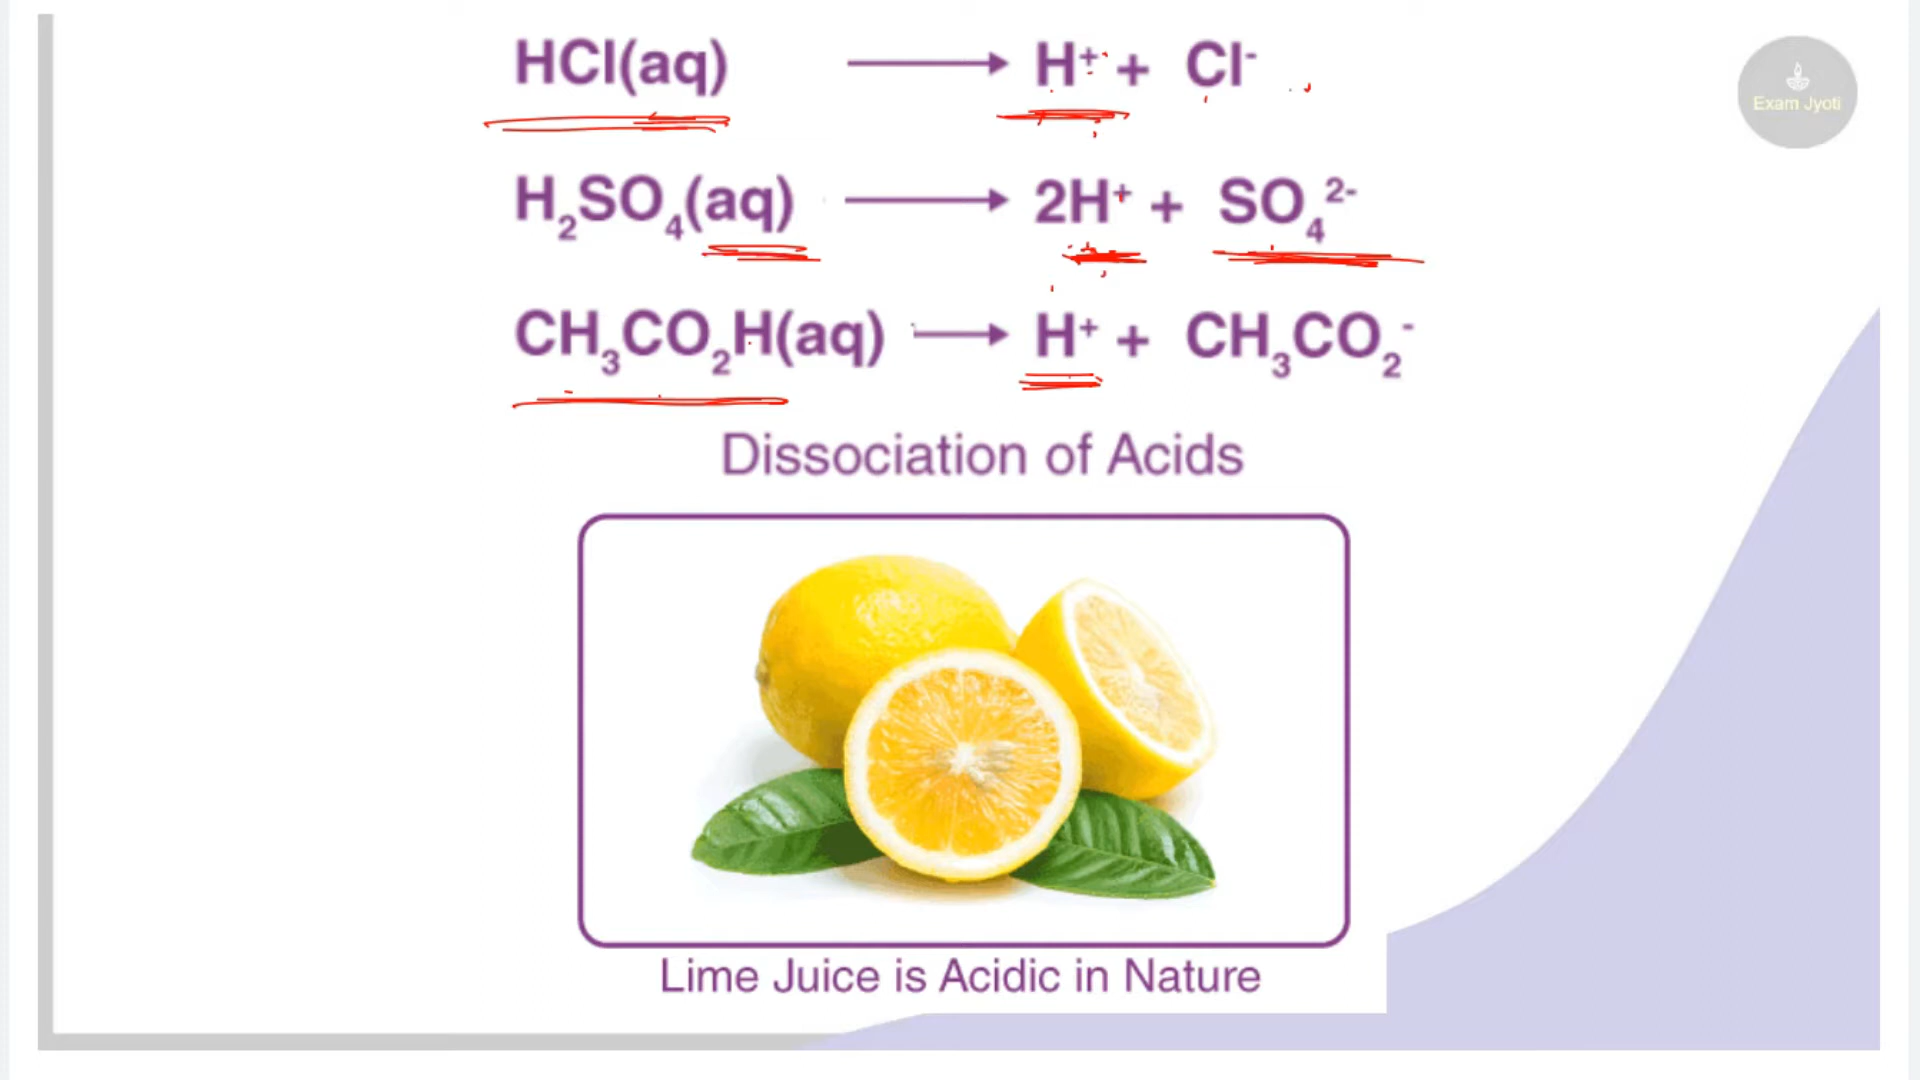 HCl(aq) ⟶ H⁺ + Cl⁻
Exam Jyoti
H₂SO₄(aq) ⟶ 2H⁺ + SO₄²⁻
CH₃CO₂H(aq) ⟶ H⁺ + CH₃CO₂⁻
Dissociation of Acids
Lime Juice is Acidic in Nature